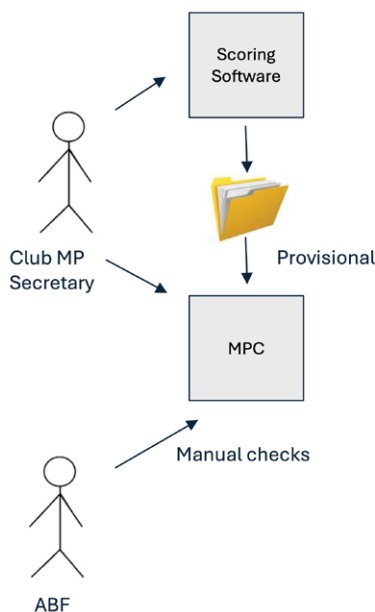 Scoring
Software
Club MP
Secretary
Provisional
MPC
Manual checks
ABF